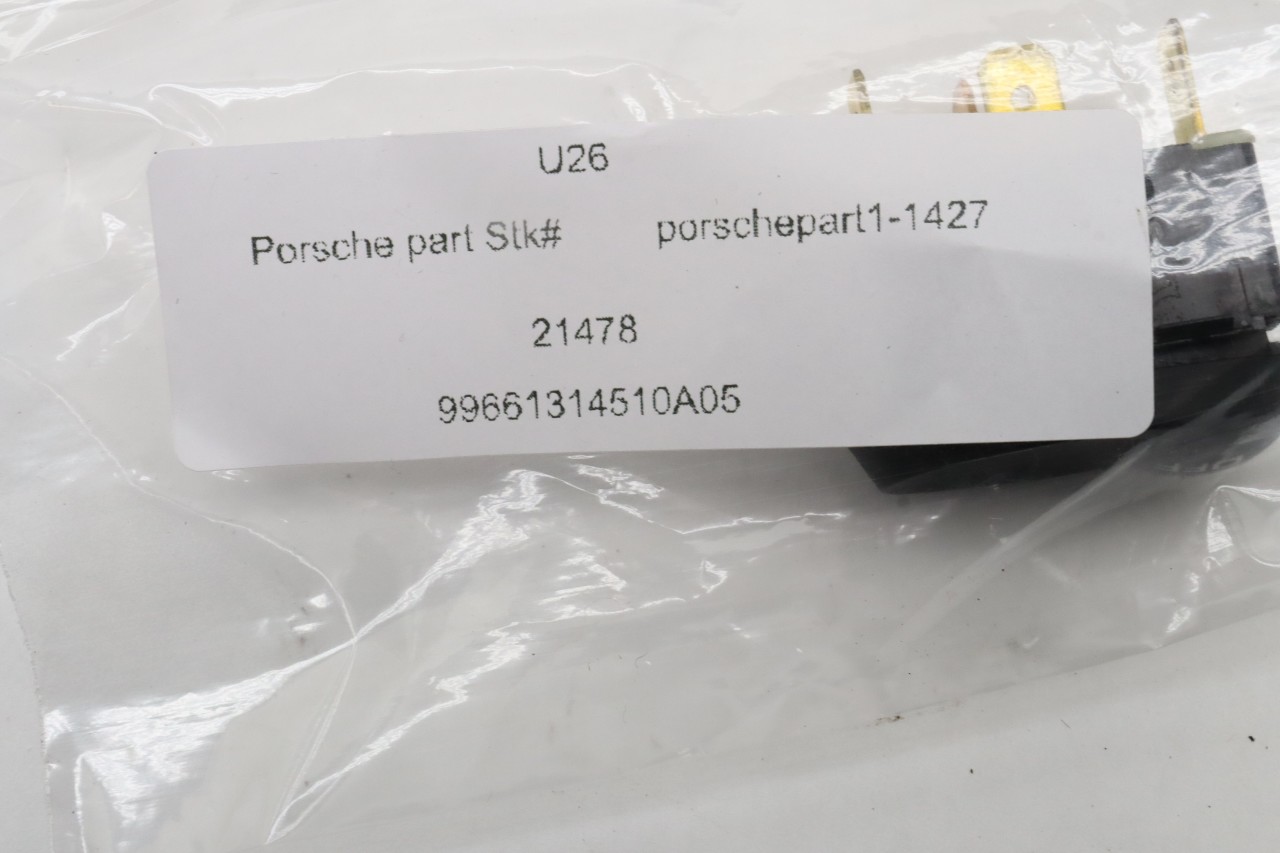 U26
Porsche part Stk# porschepart1-1427
21478
99661314510A05